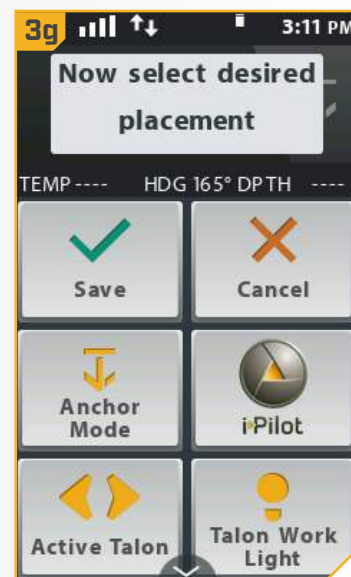 3g
3:11 PM
Now select desired
placement
TEMP ---- HDG 165° DPTH ----
Save
Cancel
Anchor
Mode
i-Pilot
Active Talon
Talon Work
Light